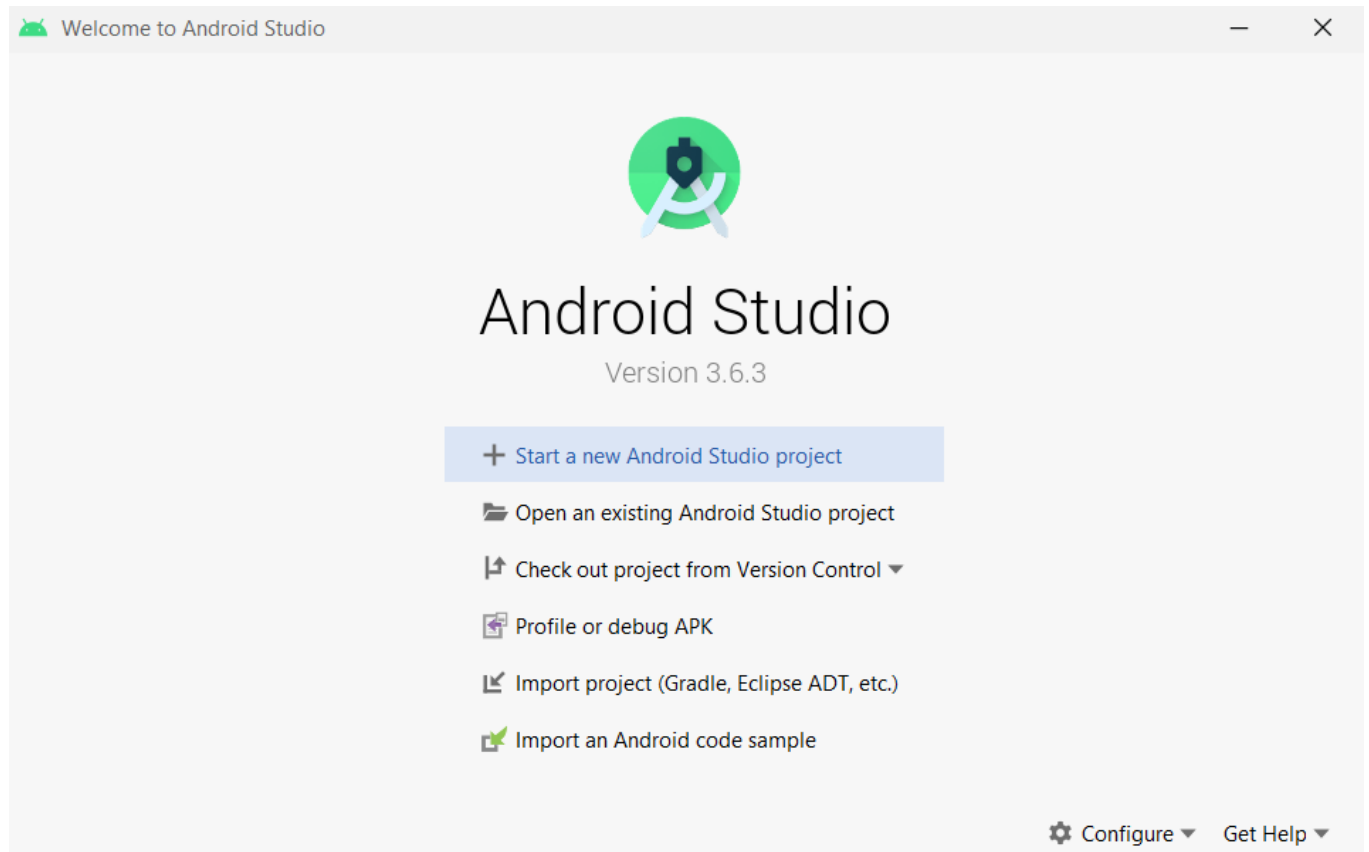 Welcome to Android Studio
Android Studio
Version 3.6.3
Start a new Android Studio project
Open an existing Android Studio project
Check out project from Version Control
Profile or debug APK
Import project (Gradle, Eclipse ADT, etc.)
Import an Android code sample
Configure Get Help